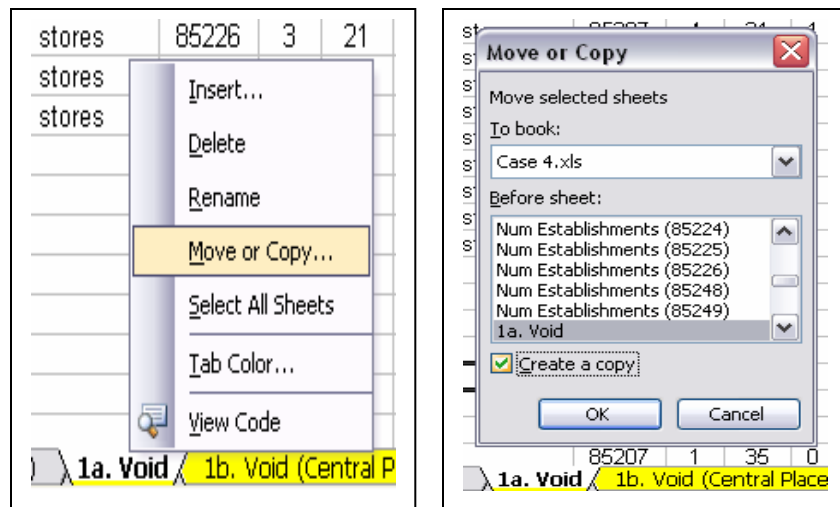 stores 85226 3 21
stores
stores
Insert...
Delete
Rename
Move or Copy...
Select All Sheets
Tab Color...
View Code
1a. Void 1b. Void (Central P
Move or Copy
Move selected sheets
To book:
Case 4.xls
Before sheet:
Num Establishments (85224)
Num Establishments (85225)
Num Establishments (85226)
Num Establishments (85248)
Num Establishments (85249)
1a. Void
Create a copy
OK Cancel
85207 1 35 0
1a. Void 1b. Void (Central Place